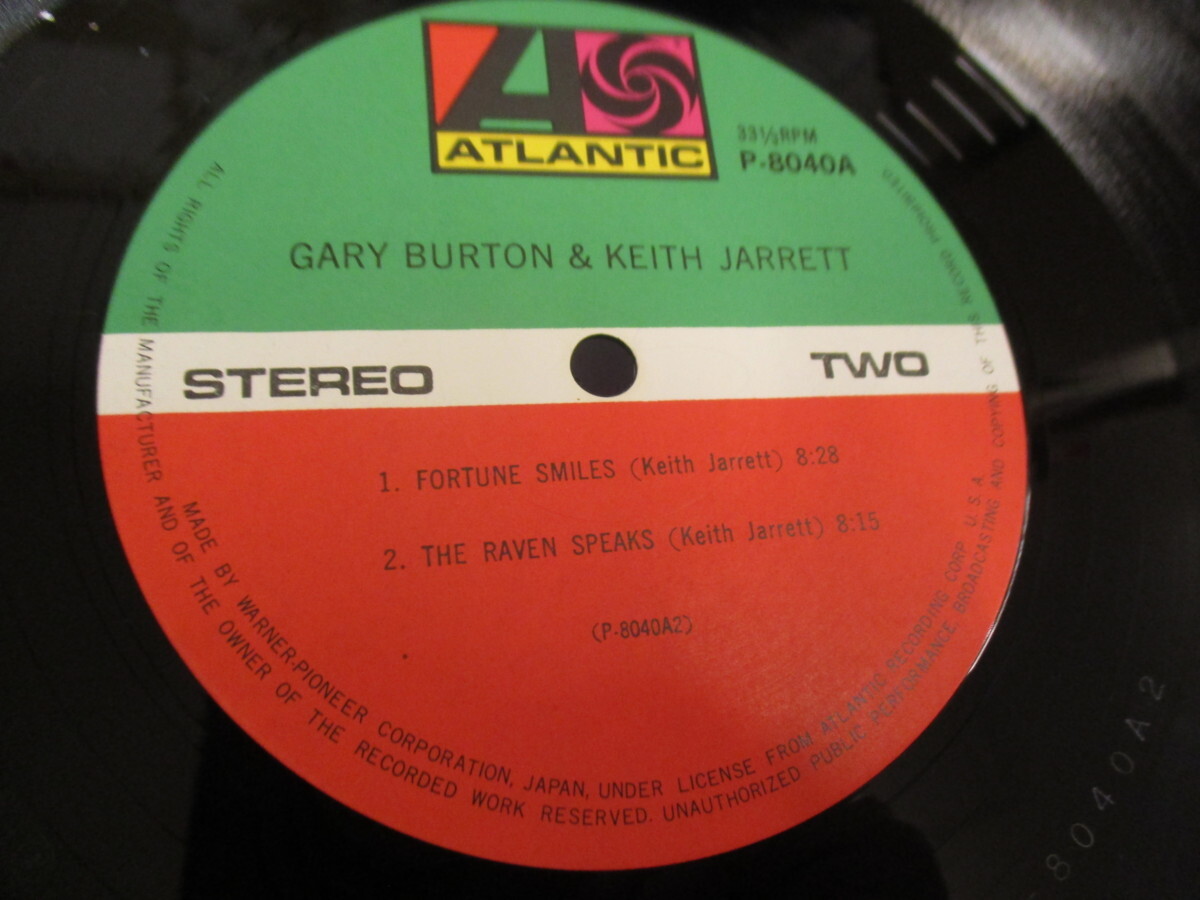 A
ATLANTIC
33⅓RPM
P-8040A
GARY BURTON & KEITH JARRETT
STEREO
TWO
1. FORTUNE SMILES (Keith Jarrett) 8:28
2. THE RAVEN SPEAKS (Keith Jarrett) 8:15
(P-8040A2)
MADE BY WARNER-PIONEER CORPORATION, JAPAN, UNDER LICENSE FROM ATLANTIC RECORDING CORP. U.S.A.
ALL RIGHTS OF THE MANUFACTURER AND OF THE OWNER OF THE RECORDED WORK RESERVED. UNAUTHORIZED PUBLIC PERFORMANCE, BROADCASTING AND COPYING OF THIS RECORD PROHIBITED
8040A2